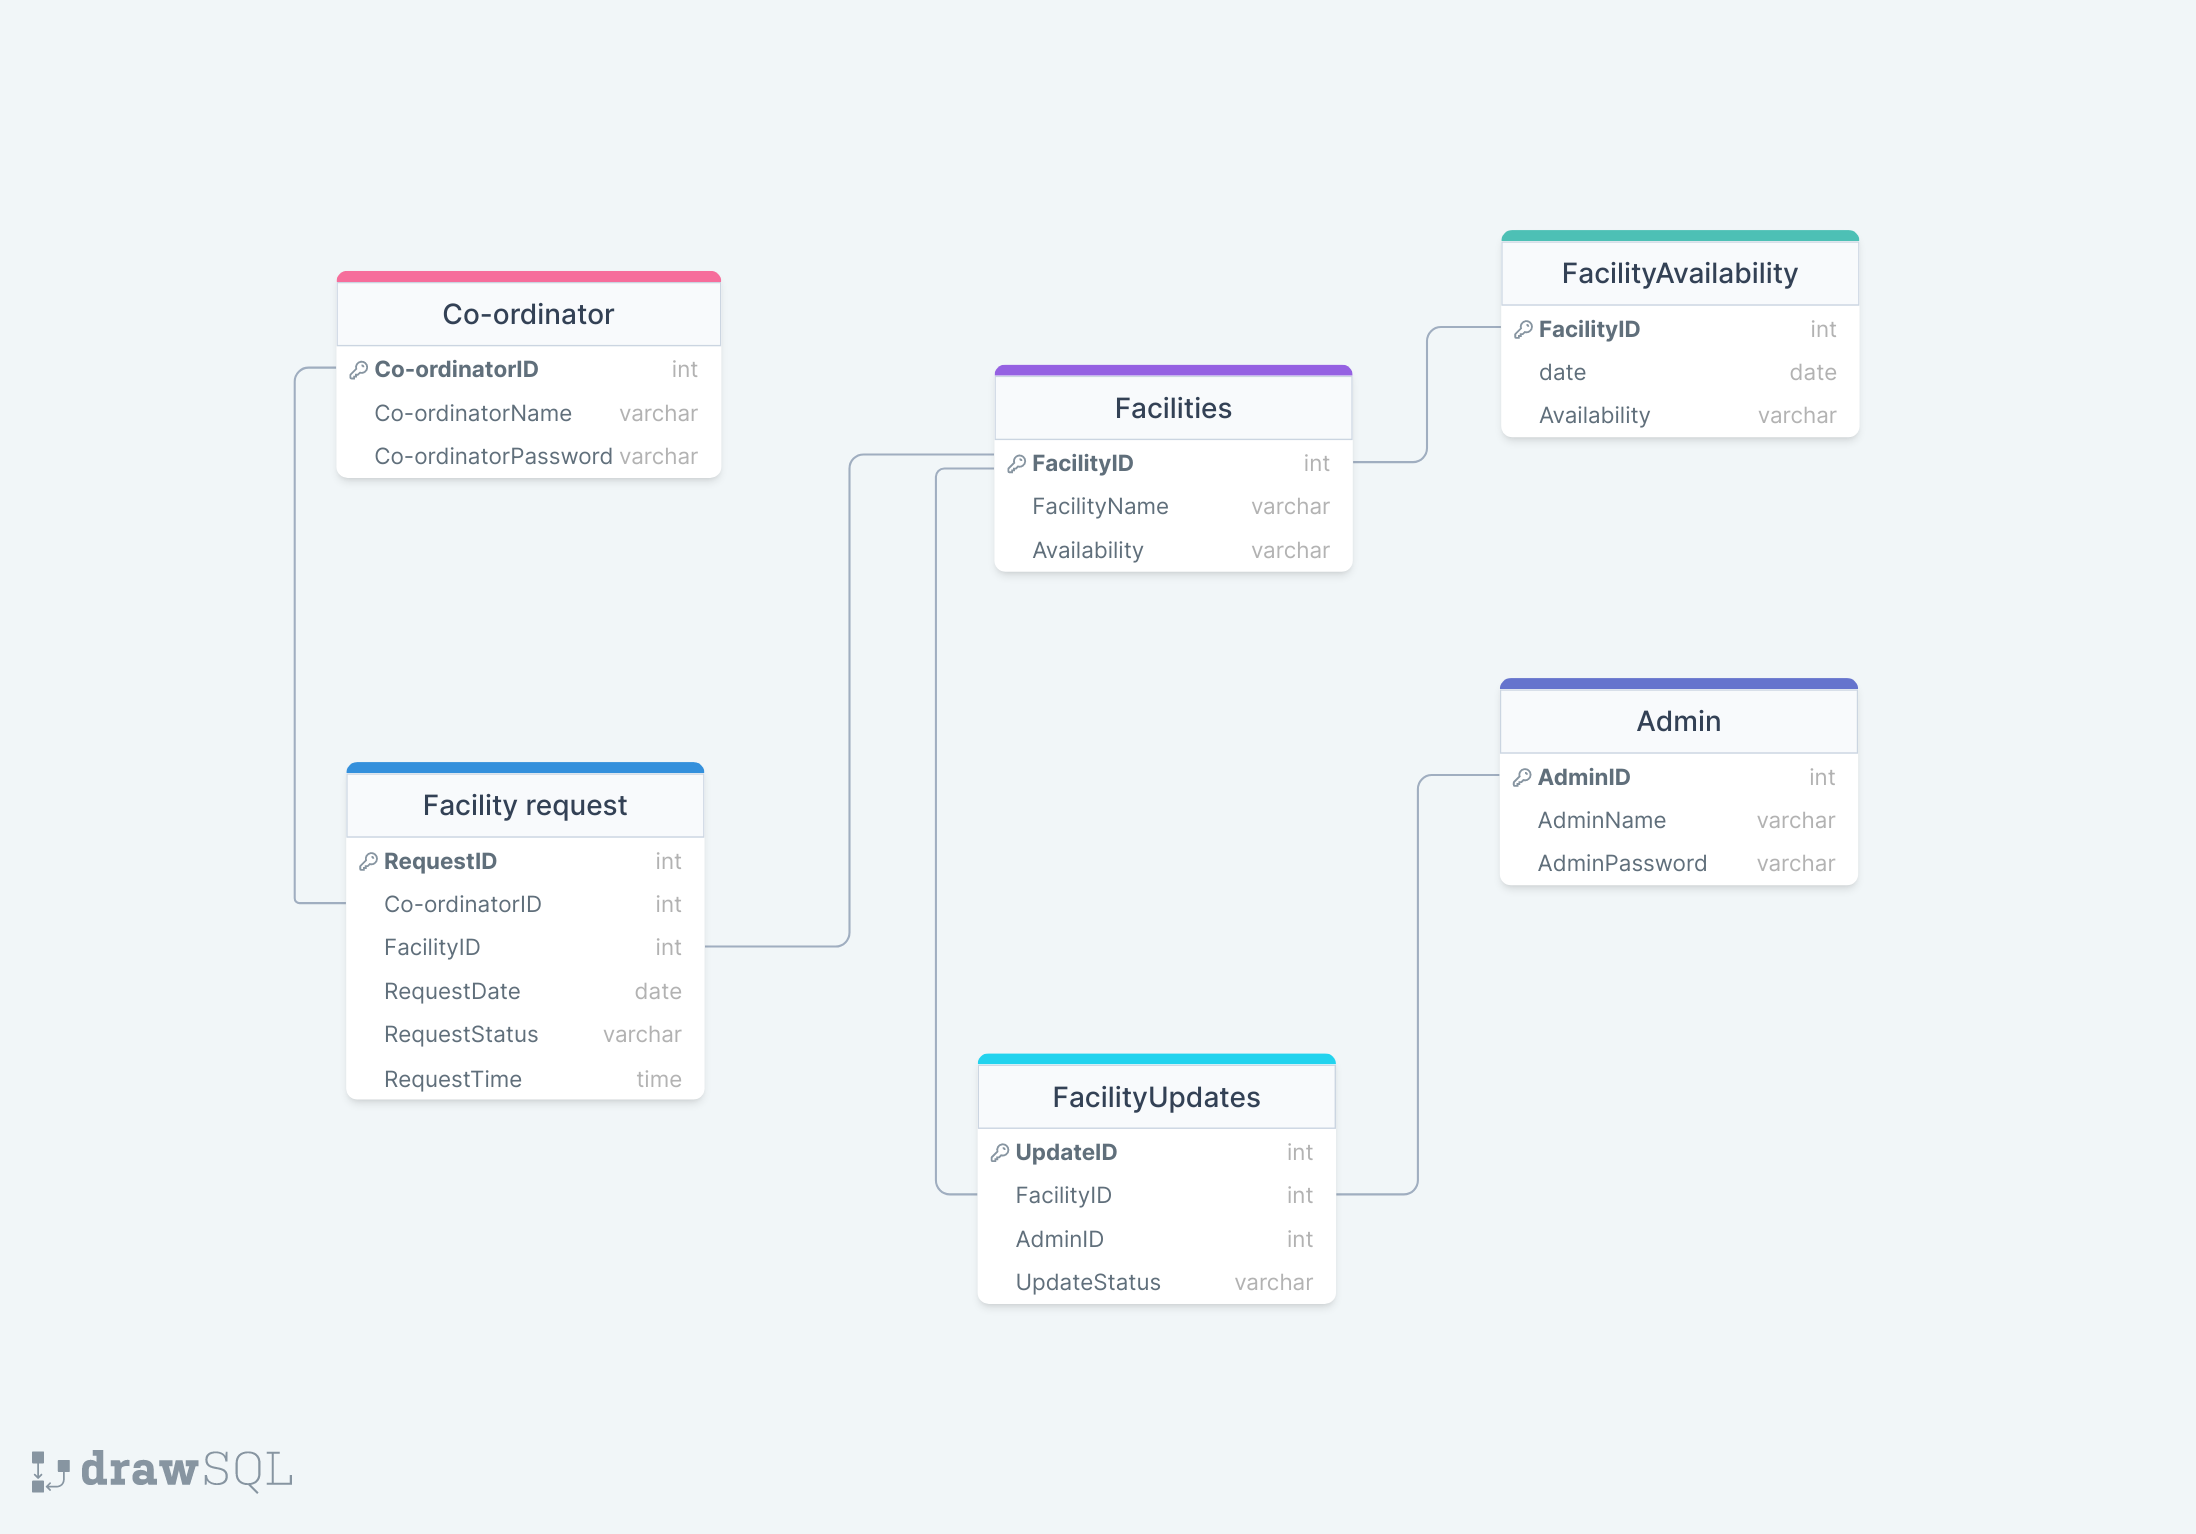 Co-ordinator
Co-ordinatorID int
Co-ordinatorName varchar
Co-ordinatorPassword varchar
Facilities
FacilityID int
FacilityName varchar
Availability varchar
FacilityAvailability
FacilityID int
date date
Availability varchar
Facility request
RequestID int
Co-ordinatorID int
FacilityID int
RequestDate date
RequestStatus varchar
RequestTime time
Admin
AdminID int
AdminName varchar
AdminPassword varchar
FacilityUpdates
UpdateID int
FacilityID int
AdminID int
UpdateStatus varchar
drawSQL